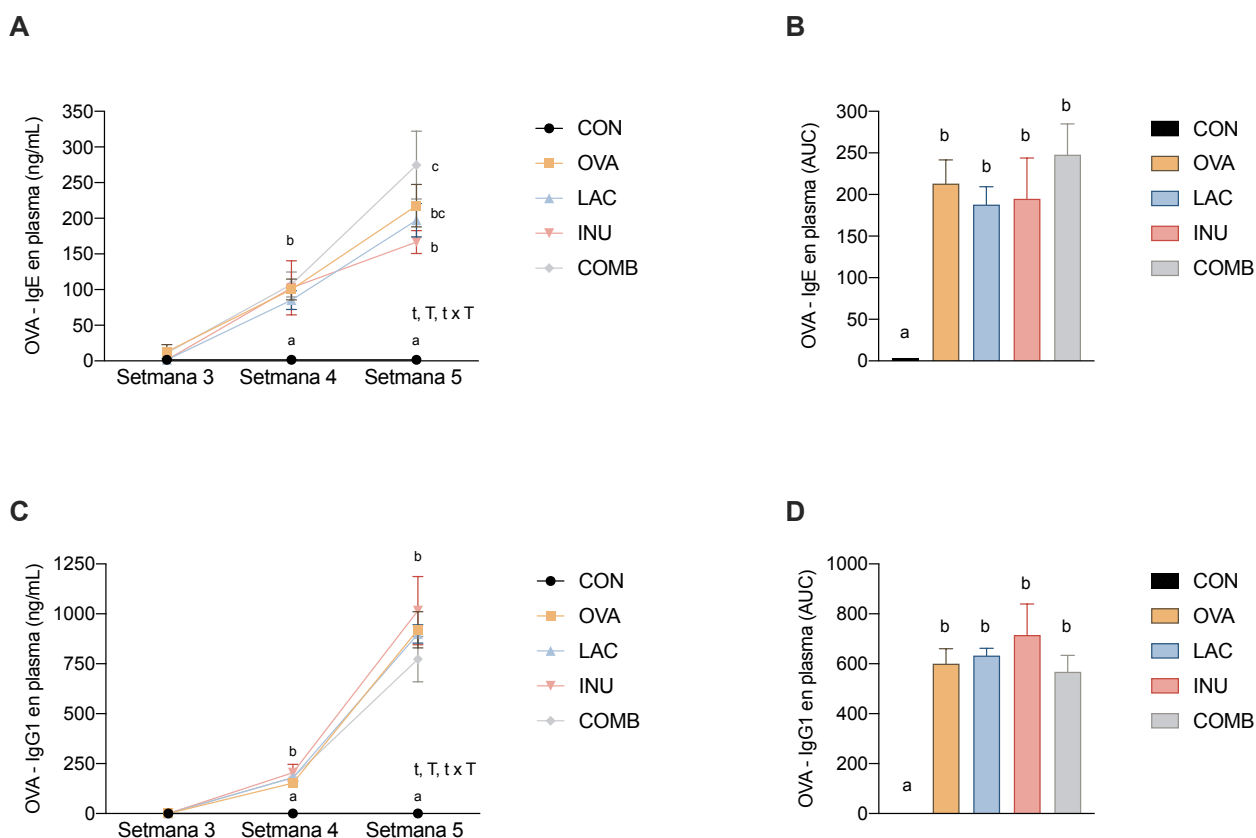 A
OVA - IgE en plasma (ng/mL)
350
300
250
200
150
100
50
0
Setmana 3 Setmana 4 Setmana 5
b
a
c
bc
b
t, T, t x T
a
CON
OVA
LAC
INU
COMB
B
OVA - IgE en plasma (AUC)
300
250
200
150
100
50
0
a
b
b
b
b
CON
OVA
LAC
INU
COMB
C
OVA - IgG1 en plasma (ng/mL)
1250
1000
750
500
250
0
Setmana 3 Setmana 4 Setmana 5
b
a
b
t, T, t x T
a
CON
OVA
LAC
INU
COMB
D
OVA - IgG1 en plasma (AUC)
1000
800
600
400
200
0
a
b
b
b
b
CON
OVA
LAC
INU
COMB